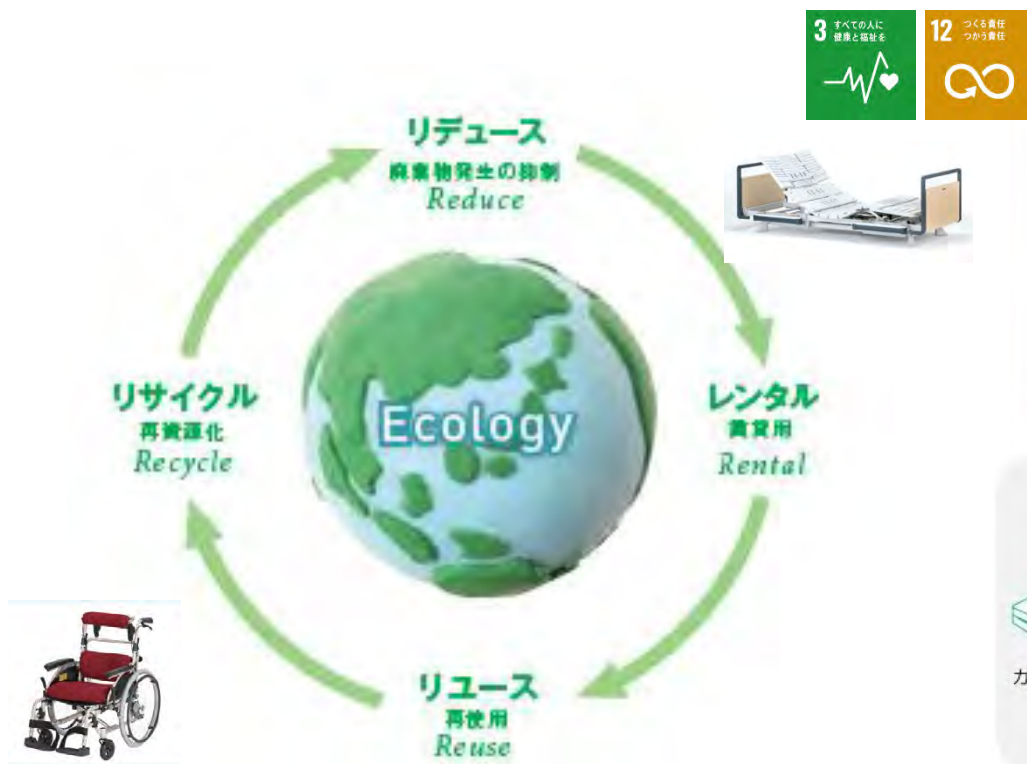 3 すべての人に
健康と福祉を
12 つくる責任
つかう責任
リデュース
廃棄物発生の抑制
Reduce
Ecology
リサイクル
再資源化
Recycle
レンタル
賃貸用
Rental
リユース
再使用
Reuse
カ